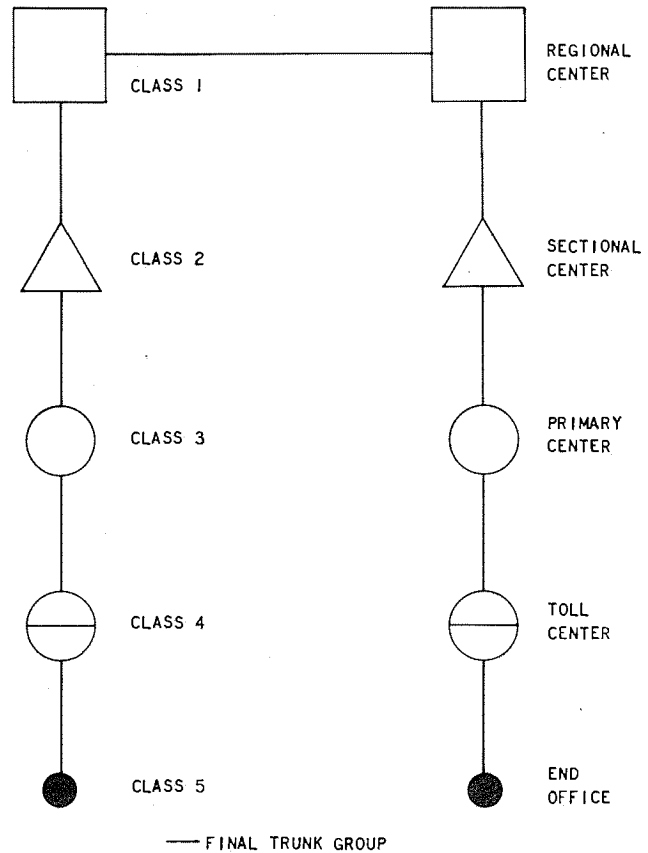 CLASS 1
REGIONAL
CENTER
CLASS 2
SECTIONAL
CENTER
CLASS 3
PRIMARY
CENTER
CLASS 4
TOLL
CENTER
CLASS 5
END
OFFICE
FINAL TRUNK GROUP